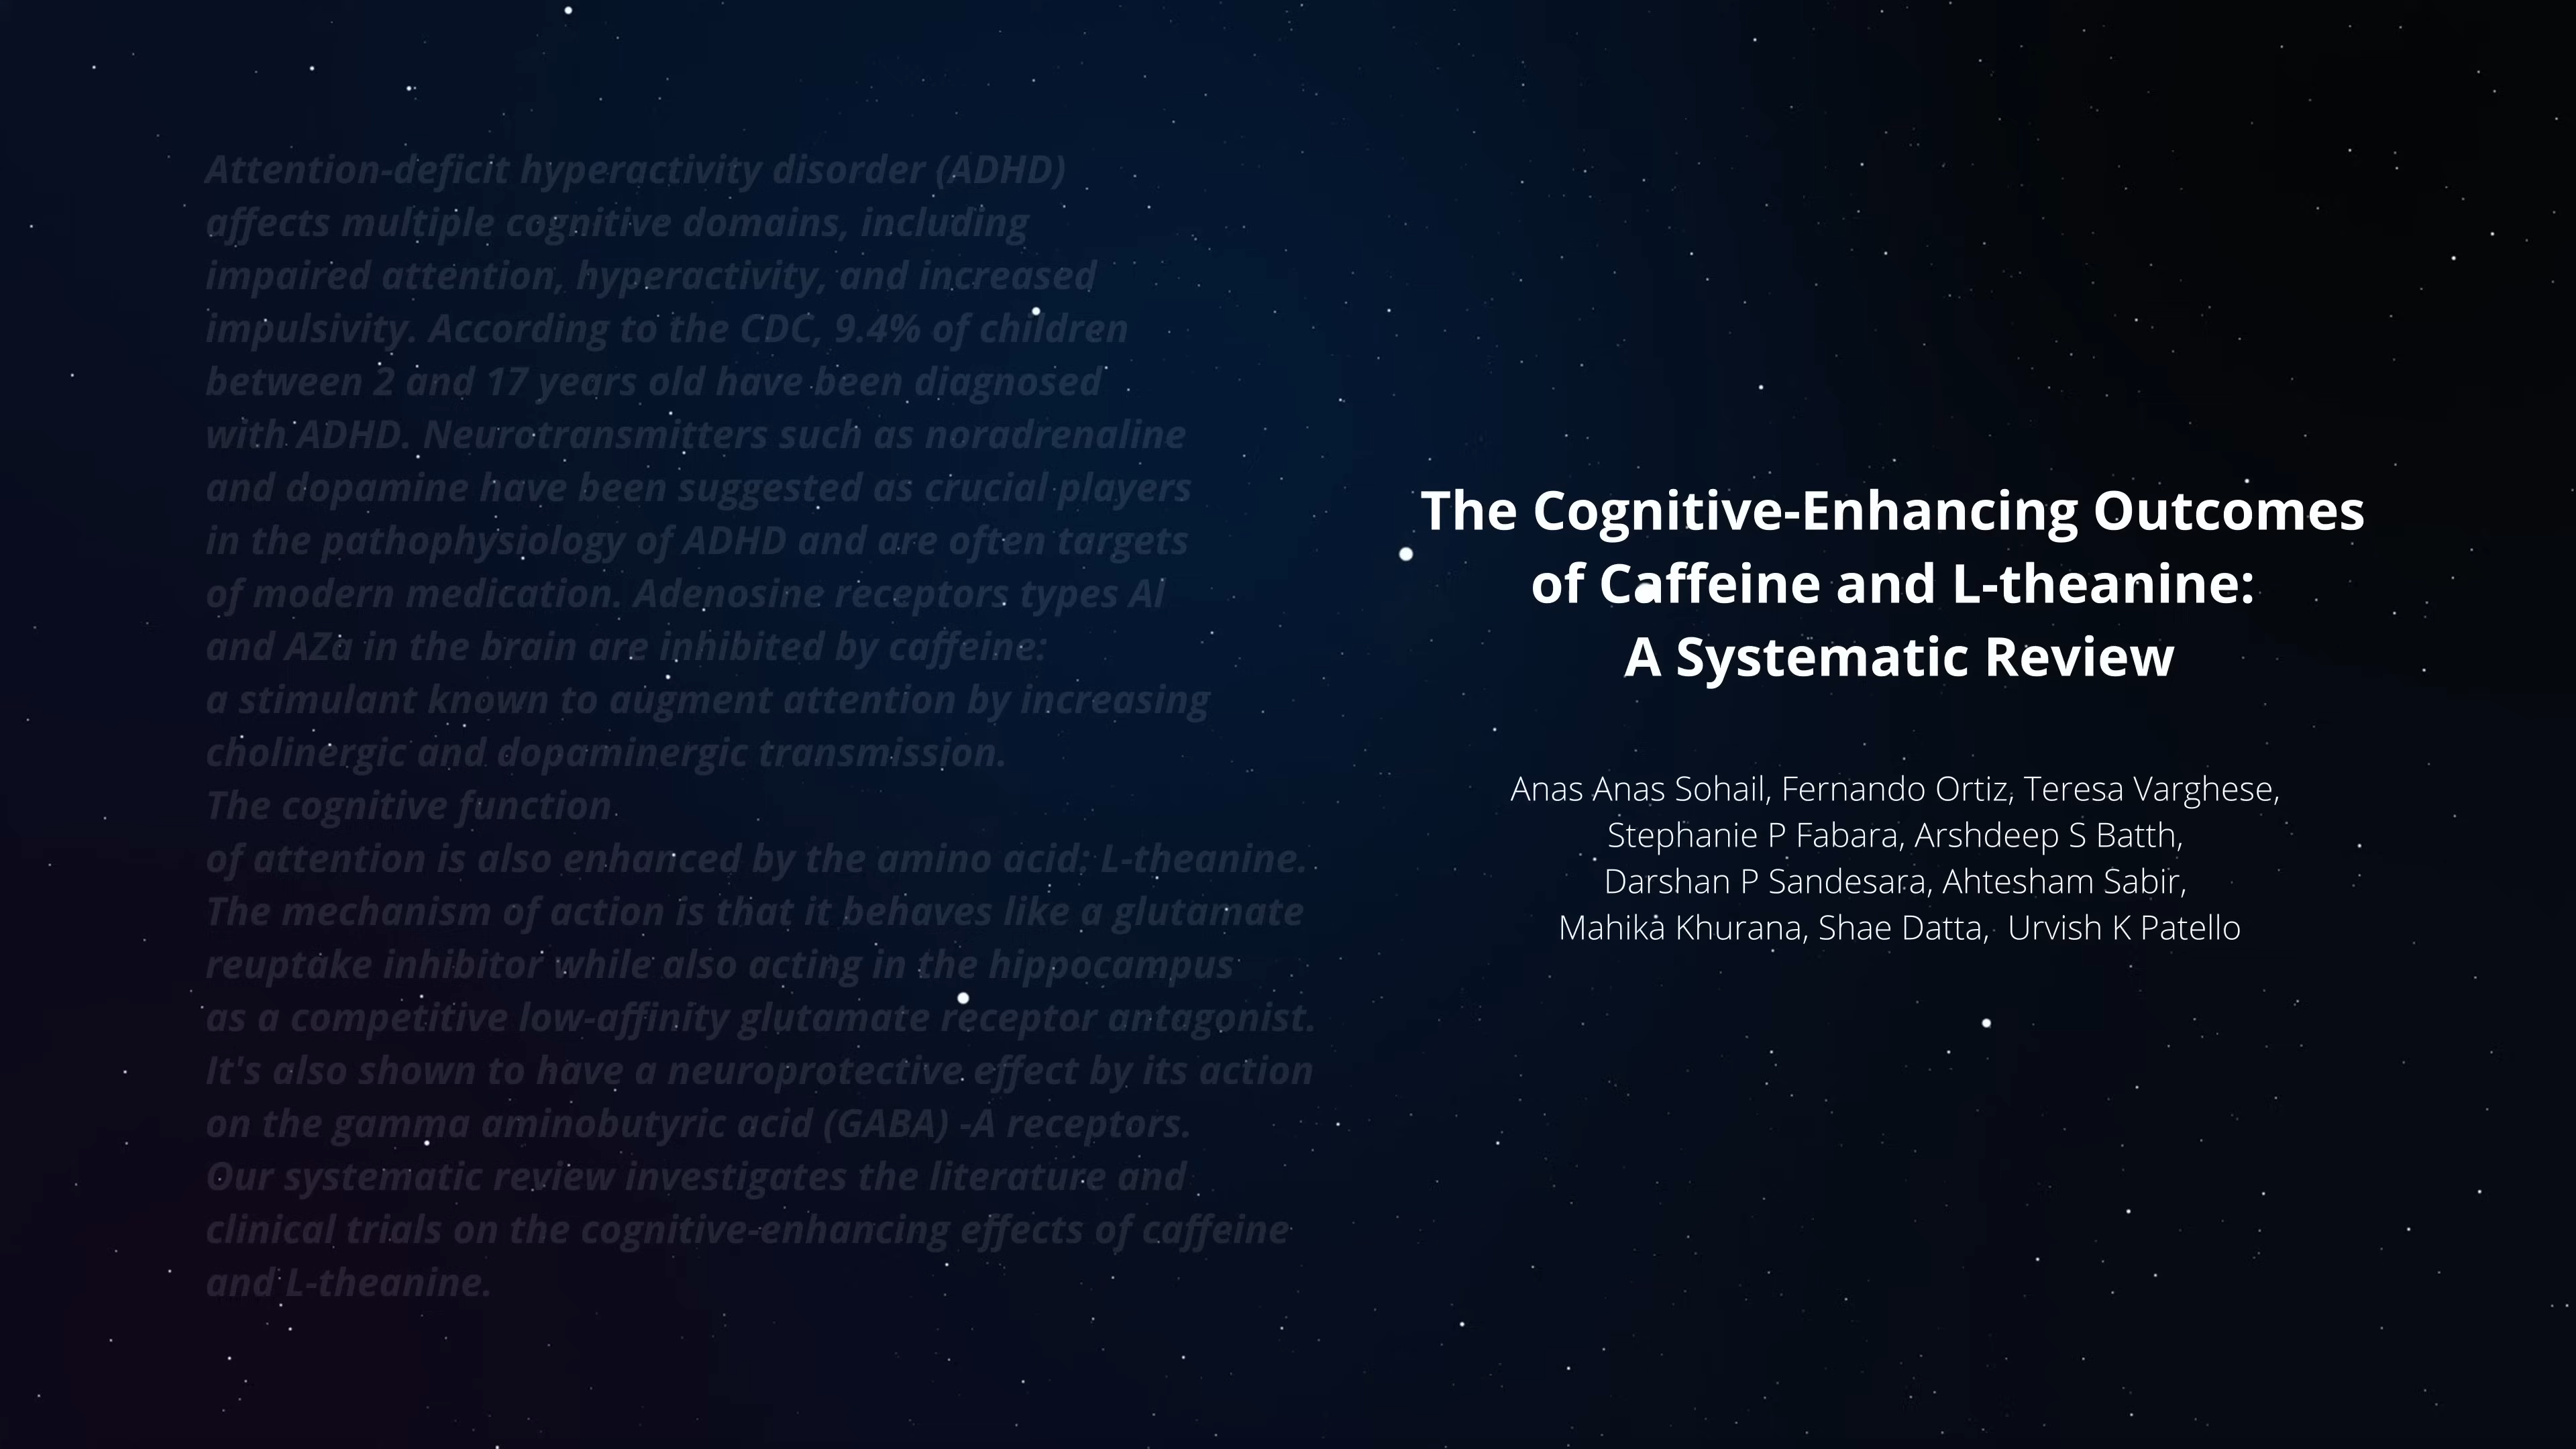 Attention-deficit hyperactivity disorder (ADHD)
affects multiple cognitive domains, including
impaired attention, hyperactivity, and increased
impulsivity. According to the CDC, 9.4% of children
between 2 and 17 years old have been diagnosed
with ADHD. Neurotransmitters such as noradrenaline
and dopamine have been suggested as crucial players
in the pathophysiology of ADHD and are often targets
of modern medication. Adenosine receptors types Al
and AZa in the brain are inhibited by caffeine:
a stimulant known to augment attention by increasing
cholinergic and dopaminergic transmission.
The cognitive function
of attention is also enhanced by the amino acid: L-theanine.
The mechanism of action is that it behaves like a glutamate
reuptake inhibitor while also acting in the hippocampus
as a competitive low-affinity glutamate receptor antagonist.
It's also shown to have a neuroprotective effect by its action
on the gamma aminobutyric acid (GABA) -A receptors.
Our systematic review investigates the literature and
clinical trials on the cognitive-enhancing effects of caffeine
and L-theanine.
The Cognitive-Enhancing Outcomes
of Caffeine and L-theanine:
A Systematic Review
Anas Anas Sohail, Fernando Ortiz, Teresa Varghese,
Stephanie P Fabara, Arshdeep S Batth,
Darshan P Sandesara, Ahtesham Sabir,
Mahika Khurana, Shae Datta, Urvish K Patello